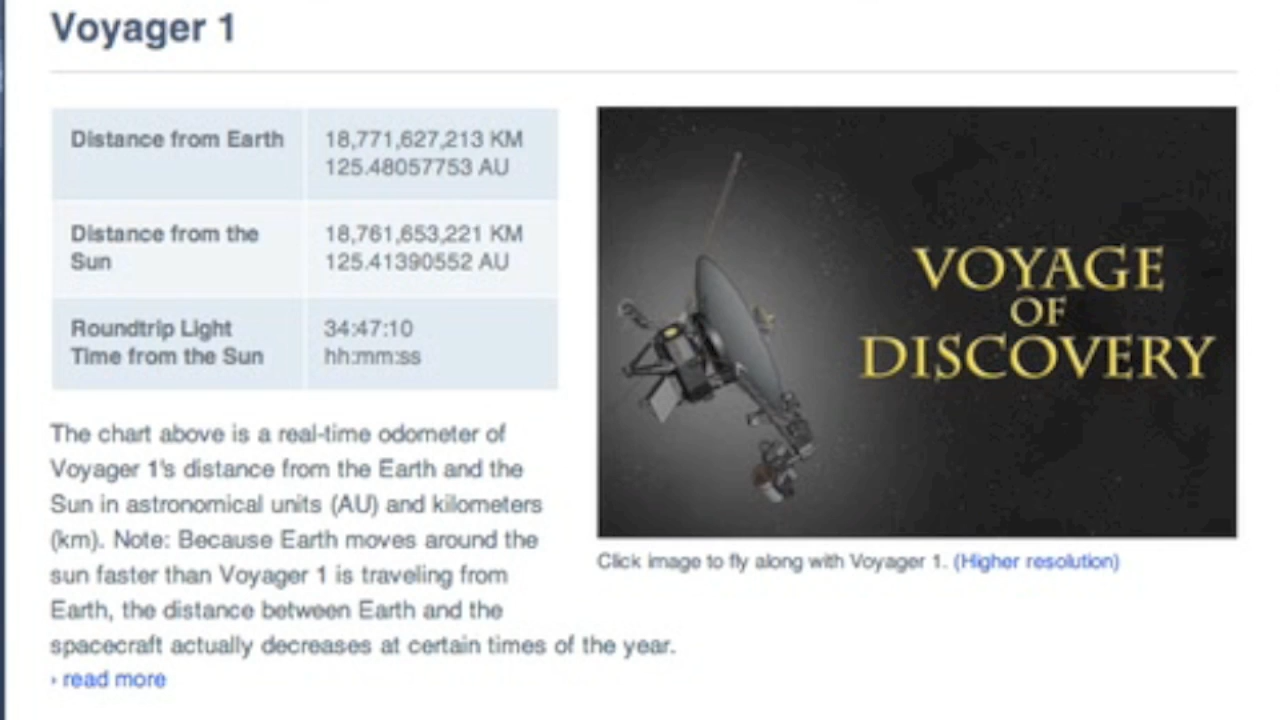 Voyager 1
Distance from Earth
18,771,627,213 KM
125.48057753 AU
Distance from the
Sun
18,761,653,221 KM
125.41390552 AU
Roundtrip Light
Time from the Sun
34:47:10
hh:mm:ss
VOYAGE
OF
DISCOVERY
The chart above is a real-time odometer of
Voyager 1's distance from the Earth and the
Sun in astronomical units (AU) and kilometers
(km). Note: Because Earth moves around the
sun faster than Voyager 1 is traveling from
Earth, the distance between Earth and the
spacecraft actually decreases at certain times of the year.
› read more
Click image to fly along with Voyager 1. (Higher resolution)